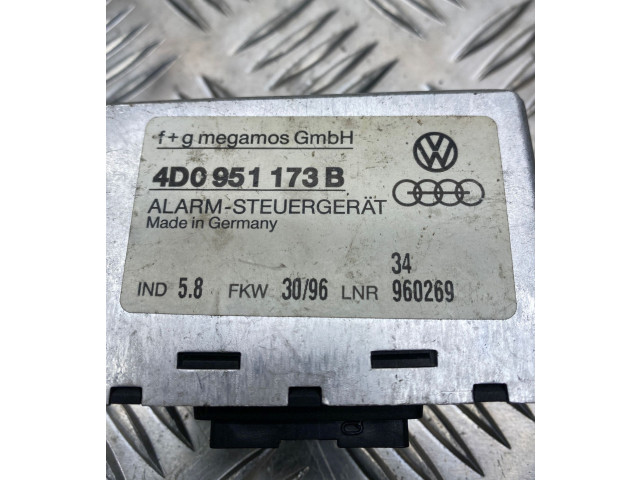 f+g megamos GmbH
4D0 951 173 B
ALARM-STEUERGERÄT
Made in Germany
34
IND 5.8 FKW 30/96 LNR 960269